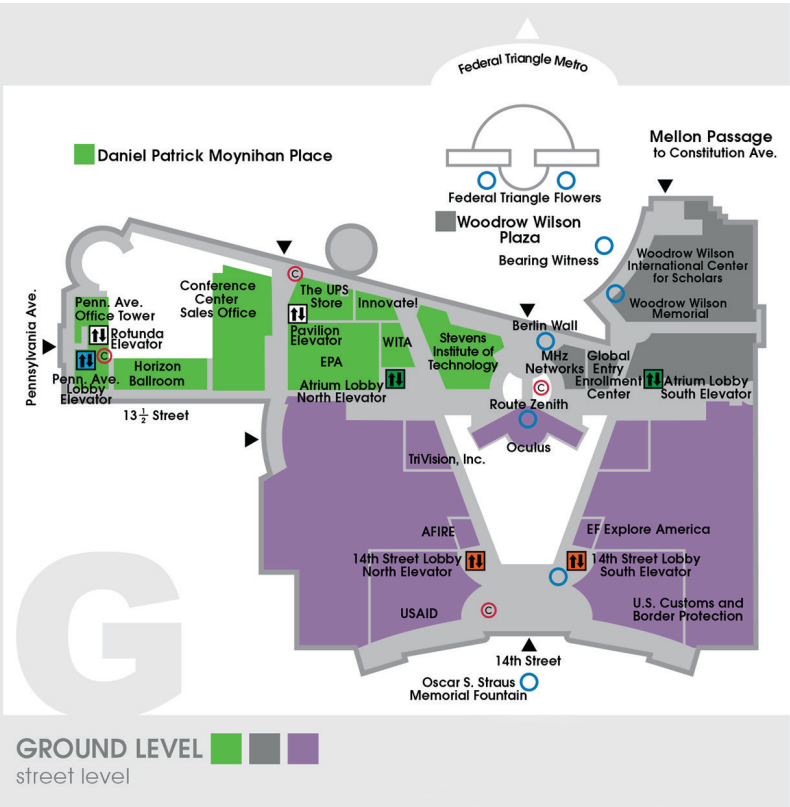 Federal Triangle Metro
Mellon Passage
to Constitution Ave.
Daniel Patrick Moynihan Place
Federal Triangle Flowers
Woodrow Wilson
Plaza
Bearing Witness
Woodrow Wilson
International Center
for Scholars
Woodrow Wilson
Memorial
C
Conference
Center
Sales Office
The UPS
Store
Innovate!
Penn. Ave.
Office Tower
Rotunda
Elevator
Pennsylvania Ave.
C
Penn. Ave.
Lobby
Elevator
Horizon
Ballroom
Pavilion
Elevator
EPA
WITA
Stevens
Institute of
Technology
Berlin Wall
MHz
Networks
Global
Entry
Enrollment
Center
Atrium Lobby
North Elevator
Atrium Lobby
South Elevator
C
Route Zenith
13 1/2 Street
Oculus
TriVision, Inc.
AFIRE
EF Explore America
14th Street Lobby
North Elevator
14th Street Lobby
South Elevator
USAID
C
U.S. Customs and
Border Protection
14th Street
Oscar S. Straus
Memorial Fountain
G
GROUND LEVEL
street level